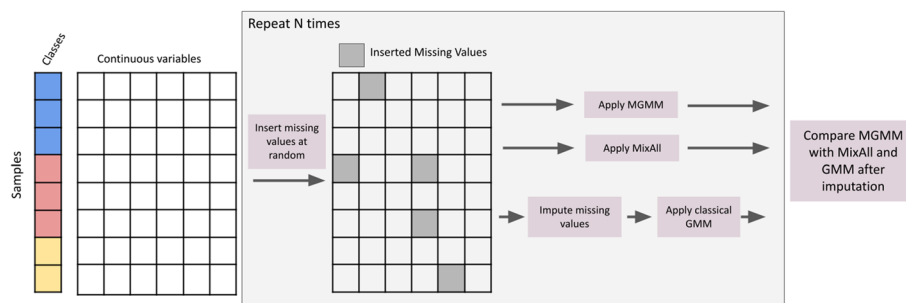 Repeat N times
Classes
Continuous variables
Inserted Missing Values
Samples
Insert missing
values at
random
Apply MGMM
Apply MixAll
Impute missing
values
Apply classical
GMM
Compare MGMM
with MixAll and
GMM after
imputation